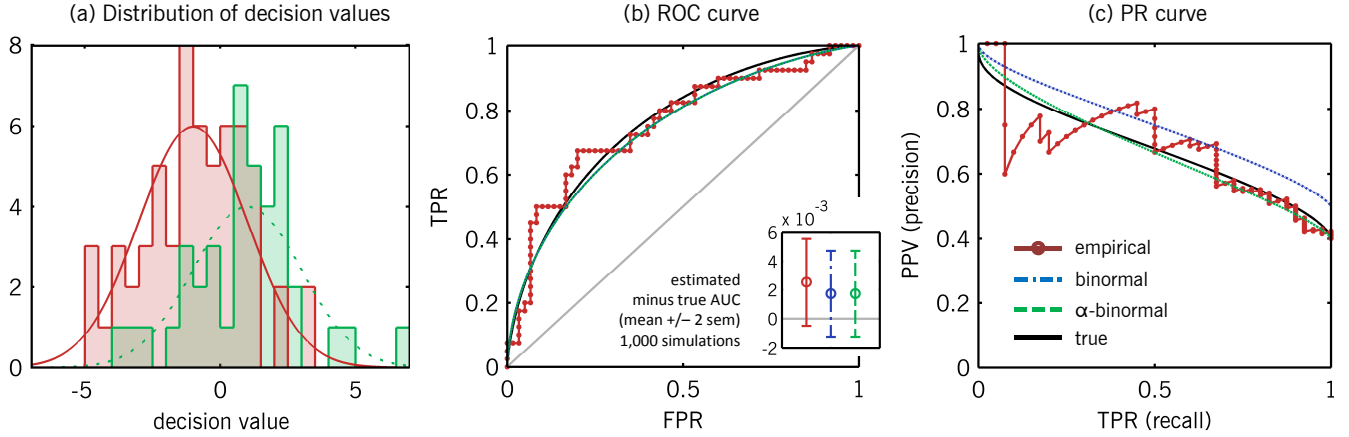 (a) Distribution of decision values
8
6
4
2
0
-5
0
5
decision value
(b) ROC curve
TPR
1
0.8
0.6
0.4
0.2
0
0
0.5
1
FPR
x 10-3
6
4
2
0
-2
estimated
minus true AUC
(mean +/− 2 sem)
1,000 simulations
(c) PR curve
PPV (precision)
1
0.8
0.6
0.4
0.2
0
0
0.5
1
TPR (recall)
empirical
binormal
α-binormal
true